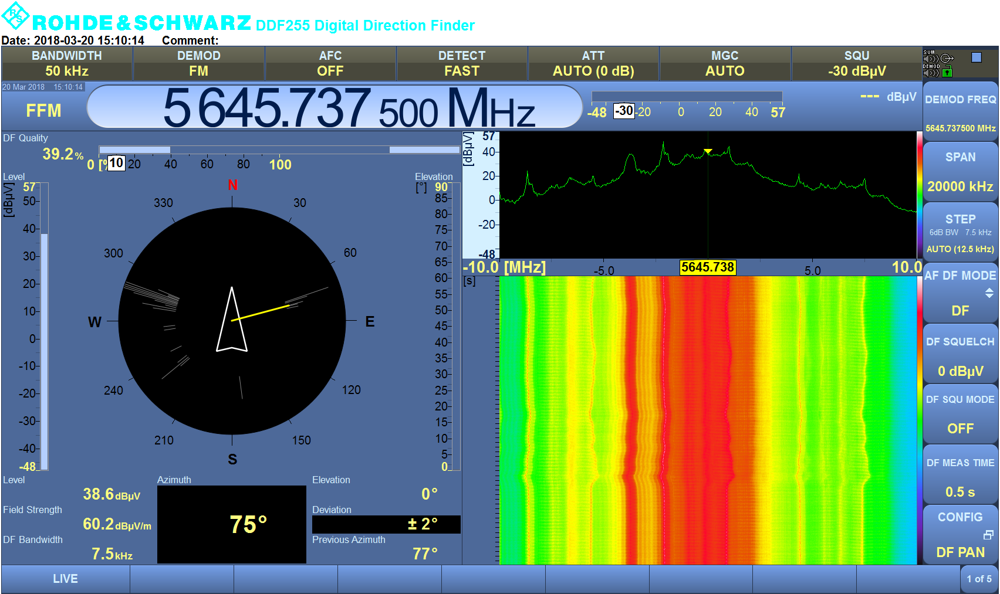 ROHDE&SCHWARZ DDF255 Digital Direction Finder
Date: 2018-03-20 15:10:14 Comment:
BANDWIDTH DEMOD AFC DETECT ATT MGC SQU
50 kHz FM OFF FAST AUTO (0 dB) AUTO -30 dBµV
SUM
DEMOD
20 Mar 2018 15:10:14
FFM
5 645.737 500 MHz
--- dBµV
-48 -30 -20 0 20 40 57
DEMOD FREQ
5645.737500 MHz
DF Quality
39.2%
0 [% 10 20 40 60 80 100
Level
[dBµV]
57
50
40
30
20
10
0
-10
-20
-30
-40
-48
N
30
60
E
120
150
S
210
240
W
300
330
Elevation
[°]
90
85
80
75
70
65
60
55
50
45
40
35
30
25
20
15
10
5
0
[dBµV]
57
40
20
0
-20
-48
-10.0 [MHz] -5.0 5645.738 5.0 10.0
[s]
SPAN
20000 kHz
STEP
6dB BW 7.5 kHz
AUTO (12.5 kHz)
AF DF MODE
DF
DF SQUELCH
0 dBµV
DF SQU MODE
OFF
DF MEAS TIME
0.5 s
CONFIG
DF PAN
Level
38.6 dBµV
Field Strength
60.2 dBµV/m
DF Bandwidth
7.5 kHz
Azimuth
75°
Elevation
0°
Deviation
± 2°
Previous Azimuth
77°
LIVE
1 of 5